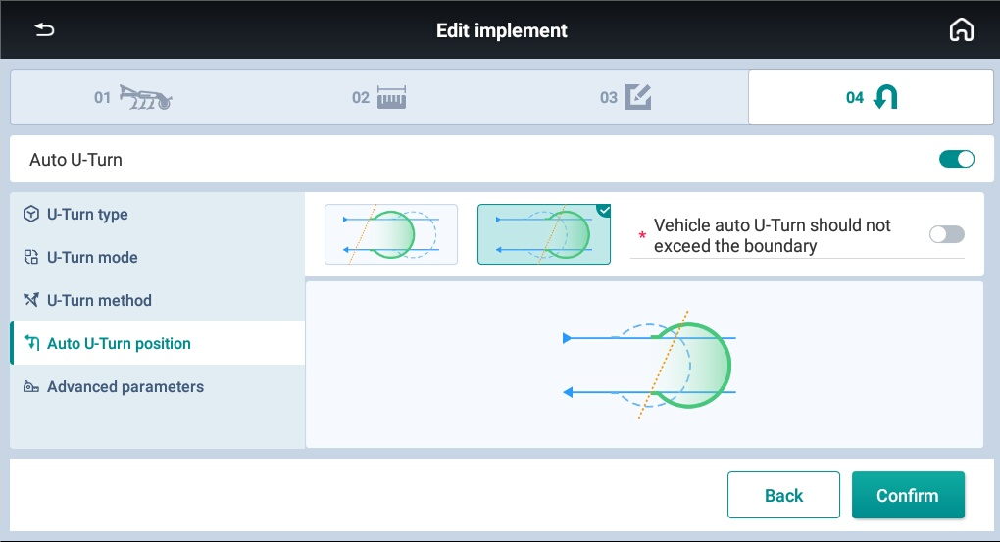 Edit implement
01
02
03
04
Auto U-Turn
U-Turn type
U-Turn mode
U-Turn method
Auto U-Turn position
Advanced parameters
* Vehicle auto U-Turn should not
exceed the boundary
Back
Confirm